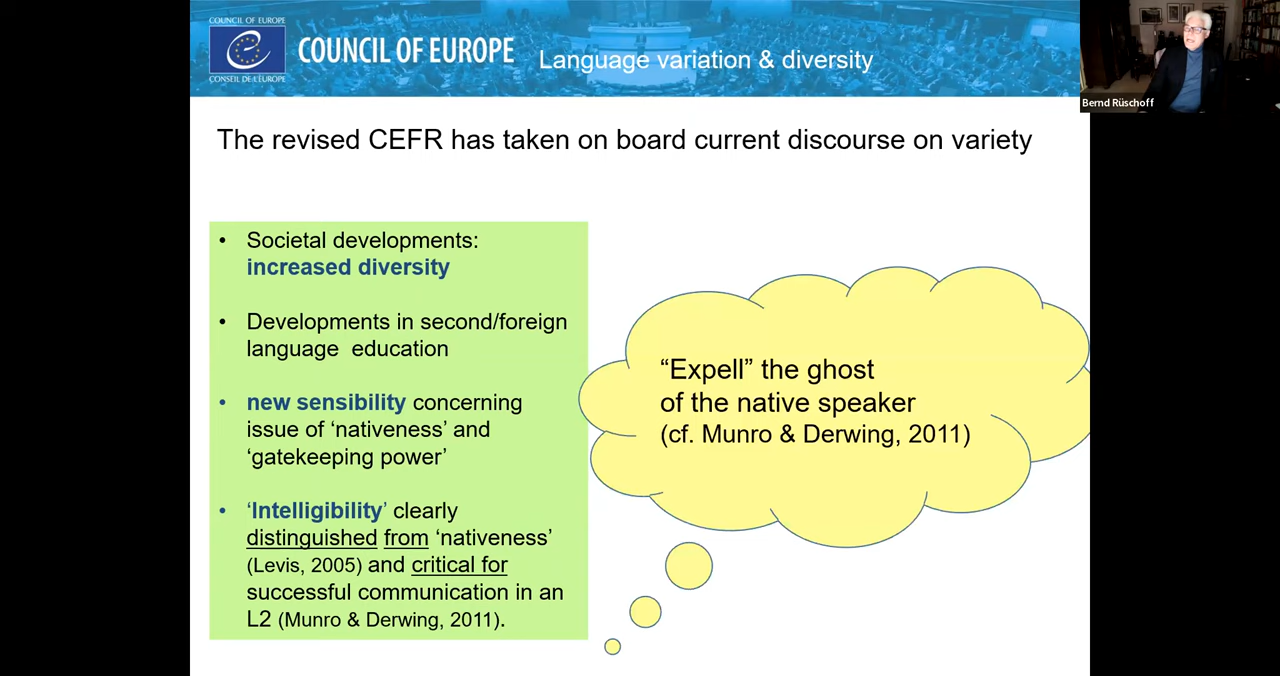 COUNCIL OF EUROPE
CONSEIL DE L'EUROPE
COUNCIL OF EUROPE
Language variation & diversity
Bernd Rüschoff
The revised CEFR has taken on board current discourse on variety
• Societal developments:
increased diversity
• Developments in second/foreign
language education
• new sensibility concerning
issue of ‘nativeness’ and
‘gatekeeping power’
• ‘Intelligibility’ clearly
distinguished from ‘nativeness’
(Levis, 2005) and critical for
successful communication in an
L2 (Munro & Derwing, 2011).
“Expell” the ghost
of the native speaker
(cf. Munro & Derwing, 2011)